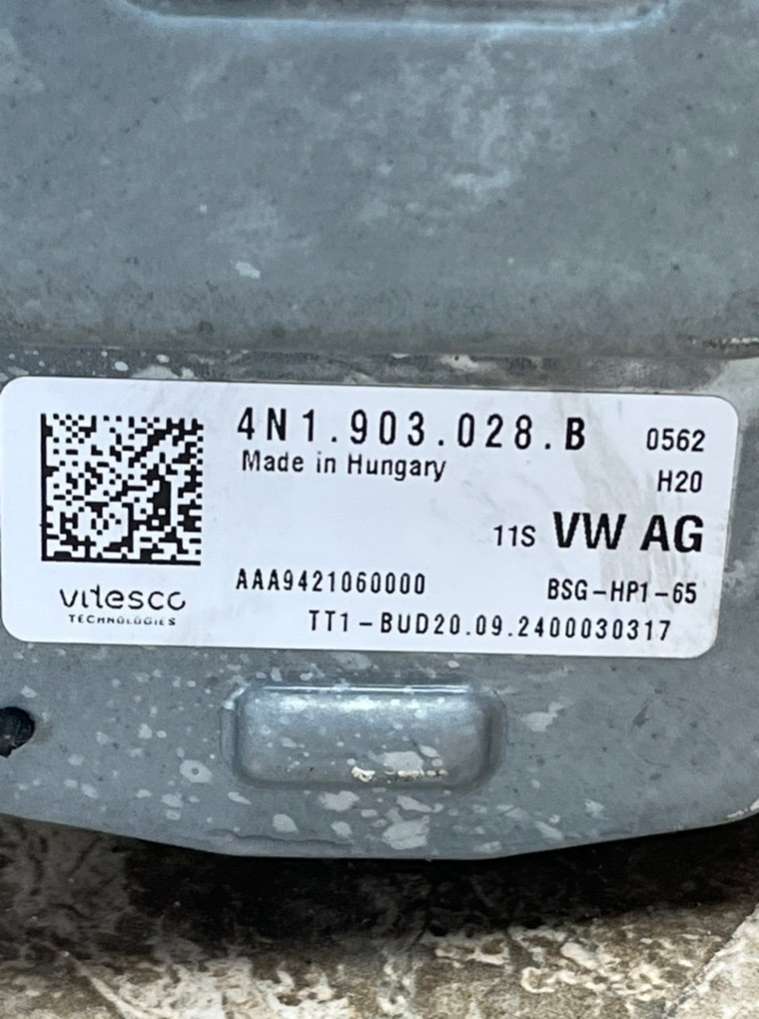 4N1.903.028.B 0562
Made in Hungary H20
11S VW AG
AAA9421060000 BSG-HP1-65
vitesco
TECHNOLOGIES
TT1-BUD20.09.2400030317